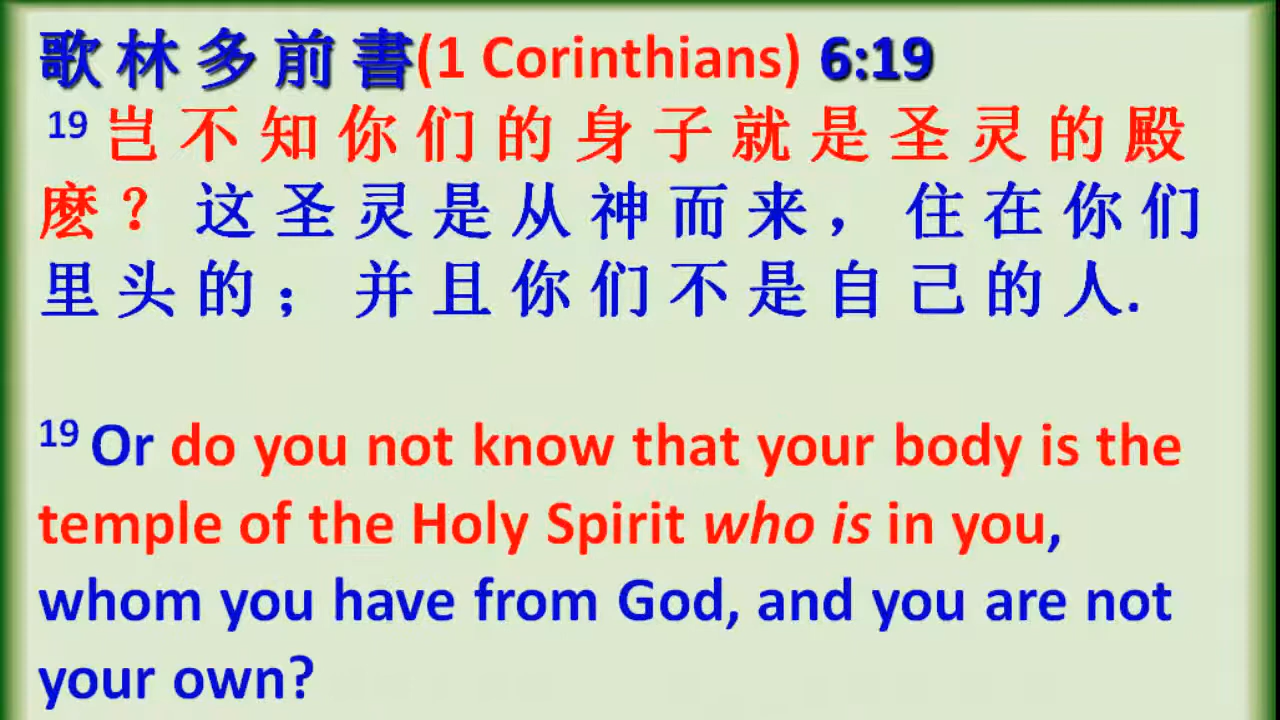 歌林多前書(1 Corinthians) 6:19
19 岂不知你们的身子就是圣灵的殿
麽？ 这圣灵是从神而来，住在你们
里头的；并且你们不是自己的人.
19 Or do you not know that your body is the
temple of the Holy Spirit who is in you,
whom you have from God, and you are not
your own?